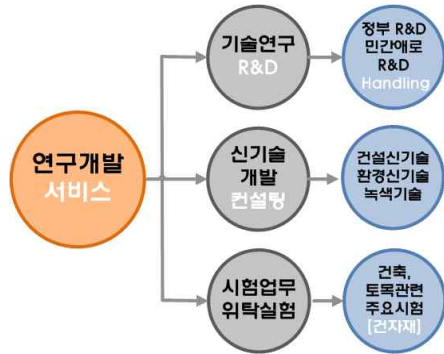 연구개발
서비스
기술연구
R&D
정부 R&D
민간애로
R&D
Handling
신기술
개발
컨설팅
건설신기술
환경신기술
녹색기술
시험업무
위탁실험
건축,
토목관련
주요시험
[건자재]